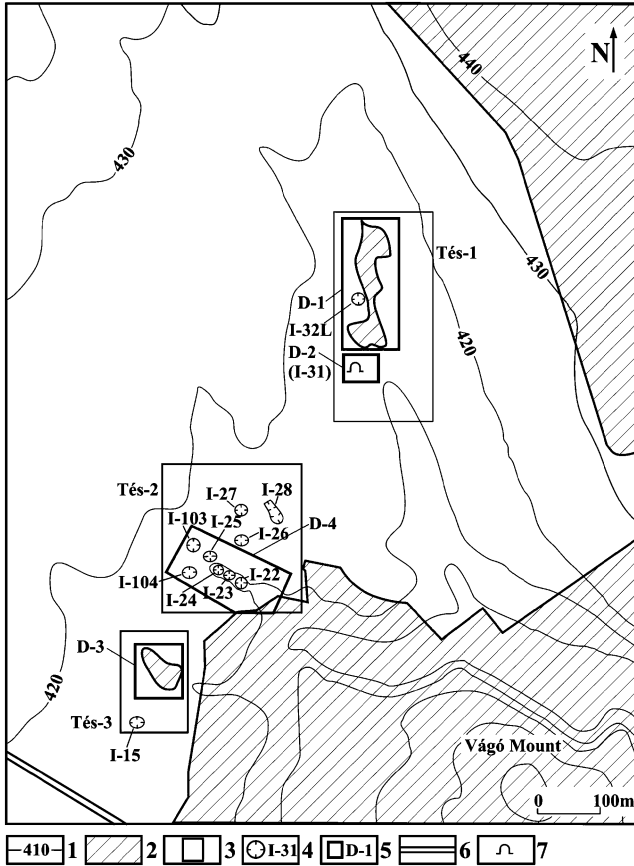 440
N
430
430
Tés-1
D-1
I-32L
420
D-2
(I-31)
Tés-2
I-27
I-28
I-103
I-25
D-4
I-26
I-104
I-22
I-24
I-23
D-3
420
Tés-3
I-15
Vágó Mount
0 100m
410 1 2 3 I-31 4 D-1 5 6 7